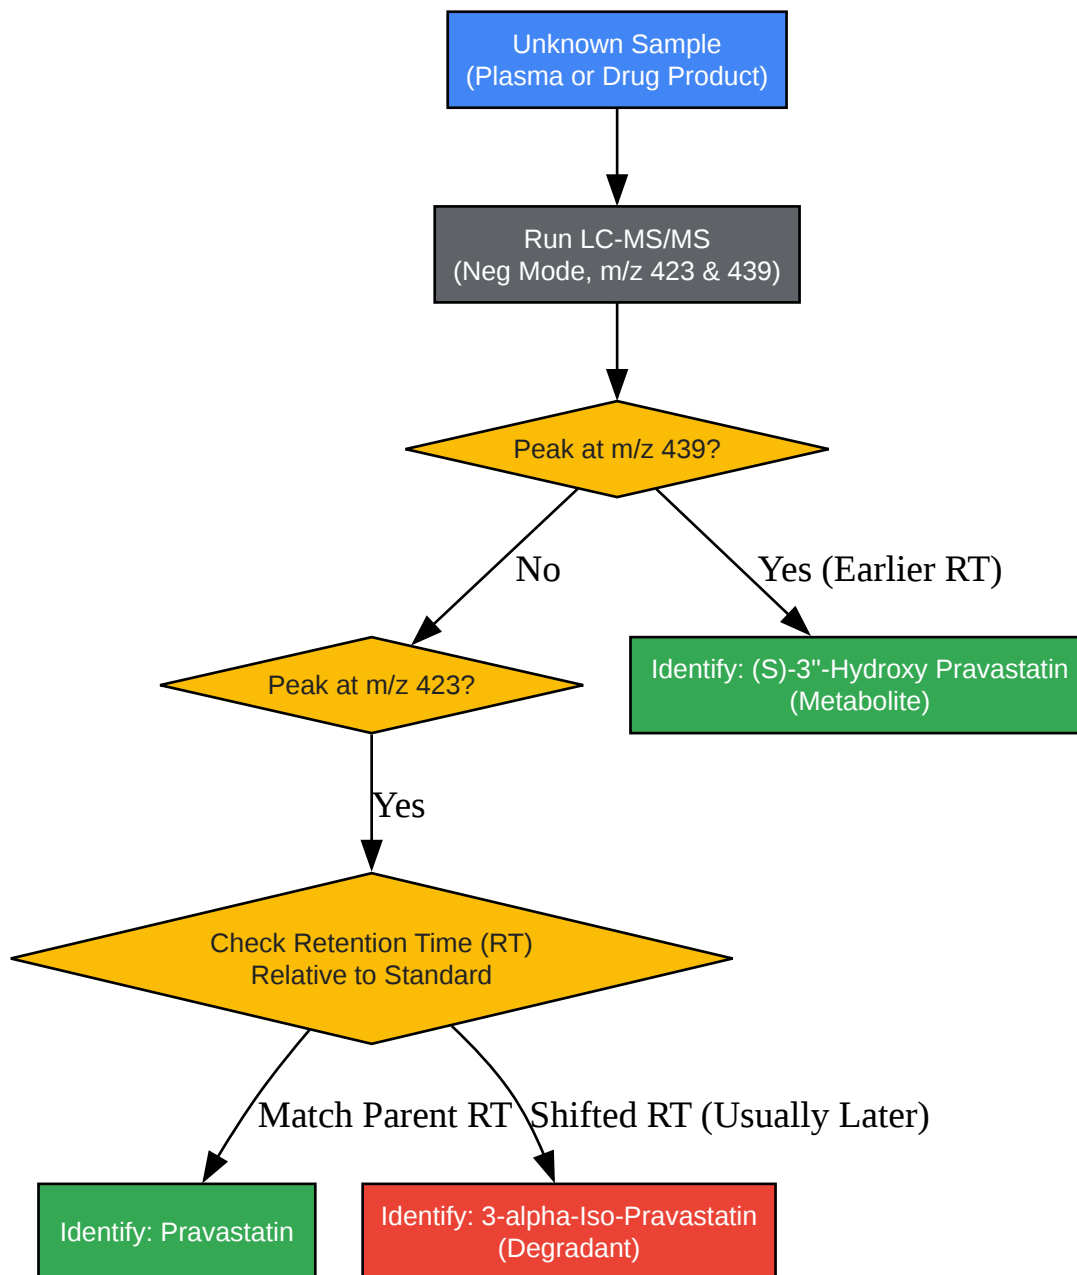 Unknown Sample
(Plasma or Drug Product)
Run LC-MS/MS
(Neg Mode, m/z 423 & 439)
Peak at m/z 439?
No
Yes (Earlier RT)
Peak at m/z 423?
Identify: (S)-3"-Hydroxy Pravastatin
(Metabolite)
Yes
Check Retention Time (RT)
Relative to Standard
Match Parent RT
Shifted RT (Usually Later)
Identify: Pravastatin
Identify: 3-alpha-Iso-Pravastatin
(Degradant)